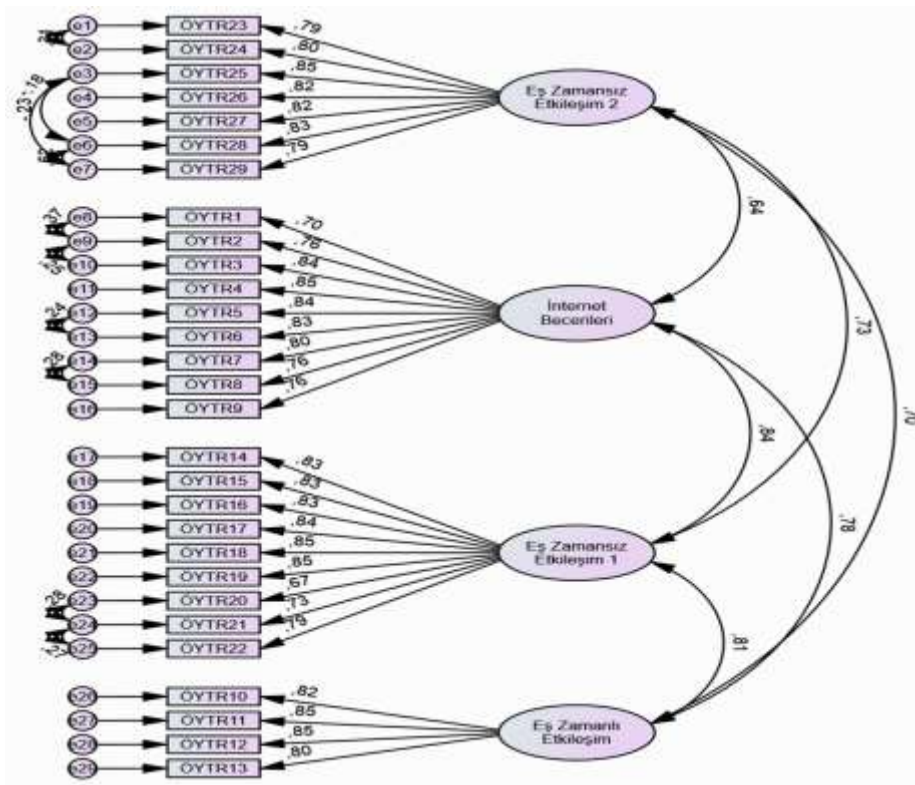 e1 ÖYTR23 ,79
e2 ÖYTR24 ,80
e3 ÖYTR25 ,85
e4 ÖYTR26 ,82
e5 ÖYTR27 ,82
e6 ÖYTR28 ,83
e7 ÖYTR29 ,79
Eş Zamansız
Etkileşim 2
,64
e8 ÖYTR1 ,70
e9 ÖYTR2 ,76
e10 ÖYTR3 ,84
e11 ÖYTR4 ,85
e12 ÖYTR5 ,84
e13 ÖYTR6 ,83
e14 ÖYTR7 ,80
e15 ÖYTR8 ,76
e16 ÖYTR9 ,76
İnternet
Becerileri
,73
,70
,84
,78
e17 ÖYTR14 ,83
e18 ÖYTR15 ,83
e19 ÖYTR16 ,83
e20 ÖYTR17 ,84
e21 ÖYTR18 ,85
e22 ÖYTR19 ,85
e23 ÖYTR20 ,67
e24 ÖYTR21 ,73
e25 ÖYTR22 ,79
Eş Zamansız
Etkileşim 1
,81
e26 ÖYTR10 ,82
e27 ÖYTR11 ,85
e28 ÖYTR12 ,85
e29 ÖYTR13 ,80
Eş Zamanlı
Etkileşim